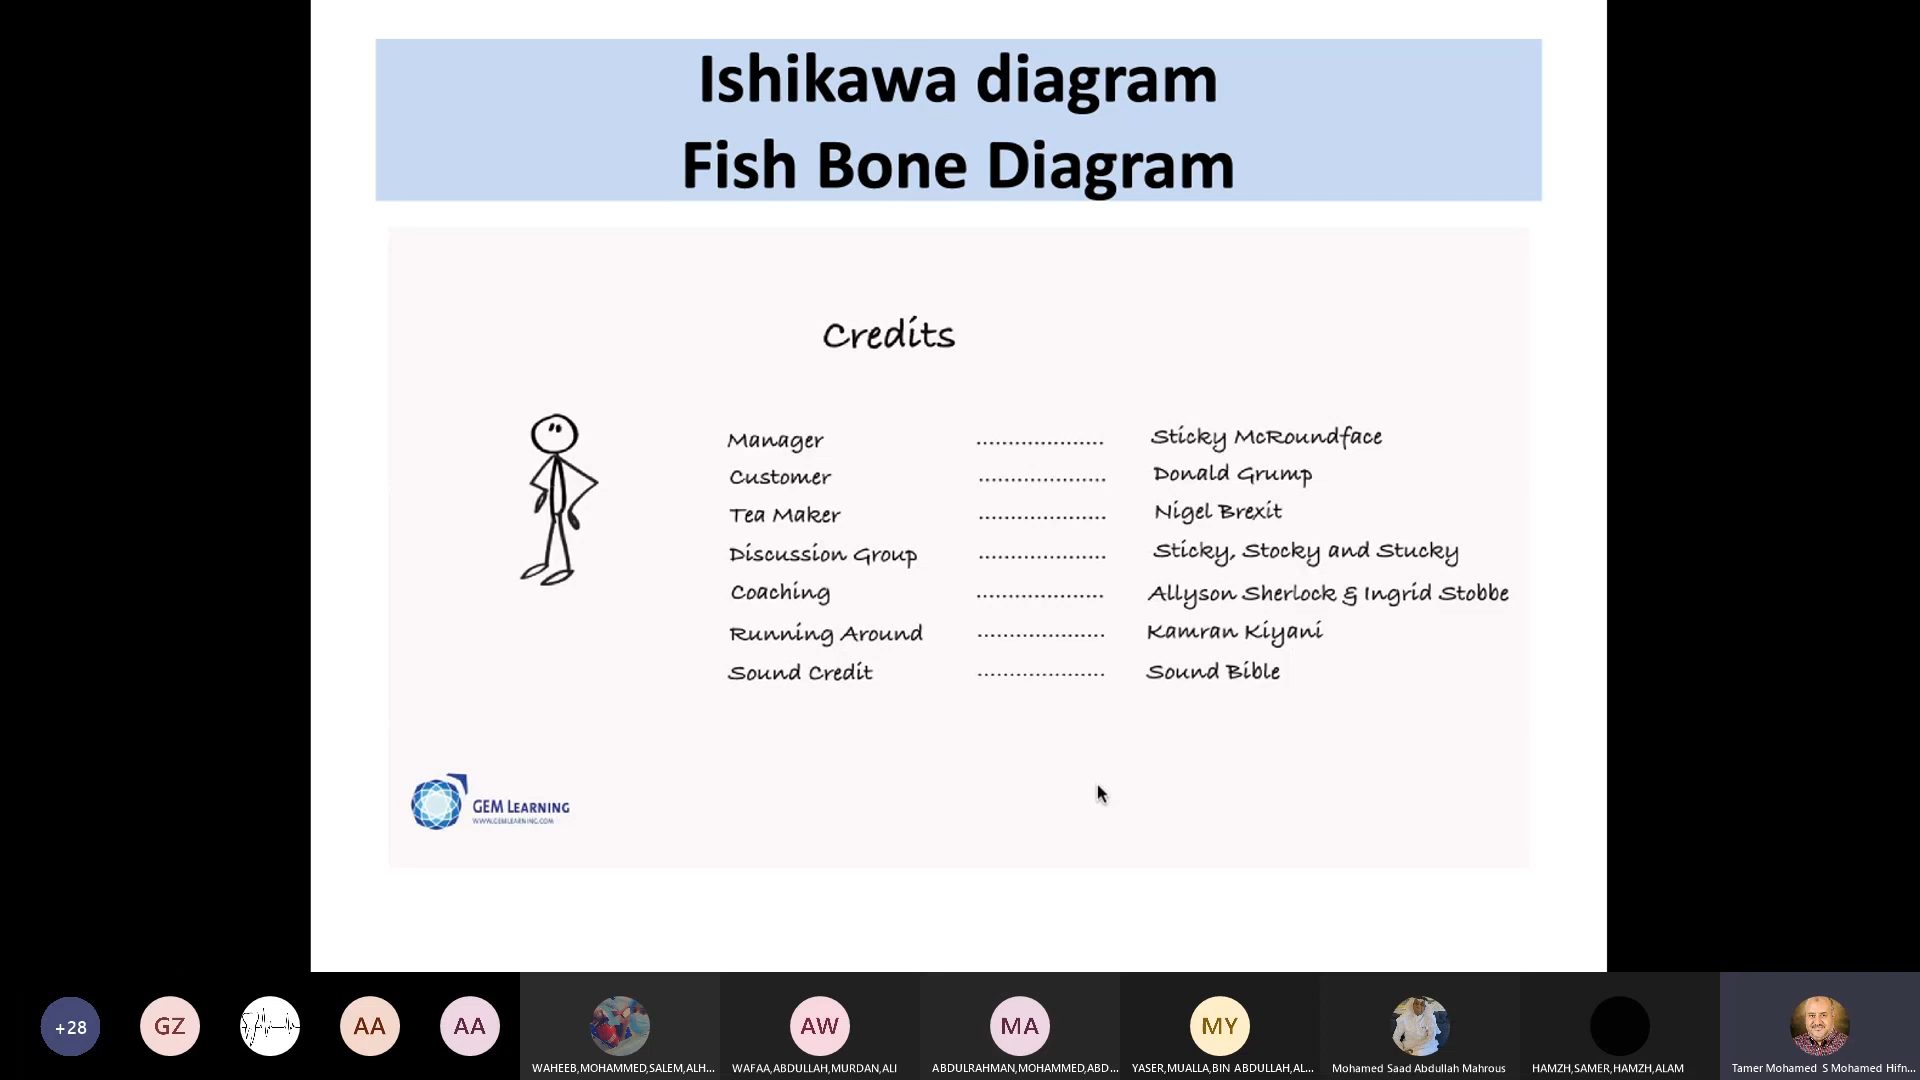 Ishikawa diagram
Fish Bone Diagram
Credits
Manager .................... Sticky McRoundface
Customer .................... Donald Grump
Tea Maker .................... Nigel Brexit
Discussion Group .................... Sticky, Stocky and Stucky
Coaching .................... Allyson Sherlock & Ingrid Stobbe
Running Around .................... Kamran Kiyani
Sound Credit .................... Sound Bible
GEM LEARNING
WWW.GEMLEARNING.COM
+28
GZ
AA
AA
AW
MA
MY
WAHEEB,MOHAMMED,SALEM,ALH...
WAFAA,ABDULLAH,MURDAN,ALI
ABDULRAHMAN,MOHAMMED,ABD...
YASER,MUALLA,BIN ABDULLAH,AL...
Mohamed Saad Abdullah Mahrous
HAMZH,SAMER,HAMZH,ALAM
Tamer Mohamed S Mohamed Hifn...